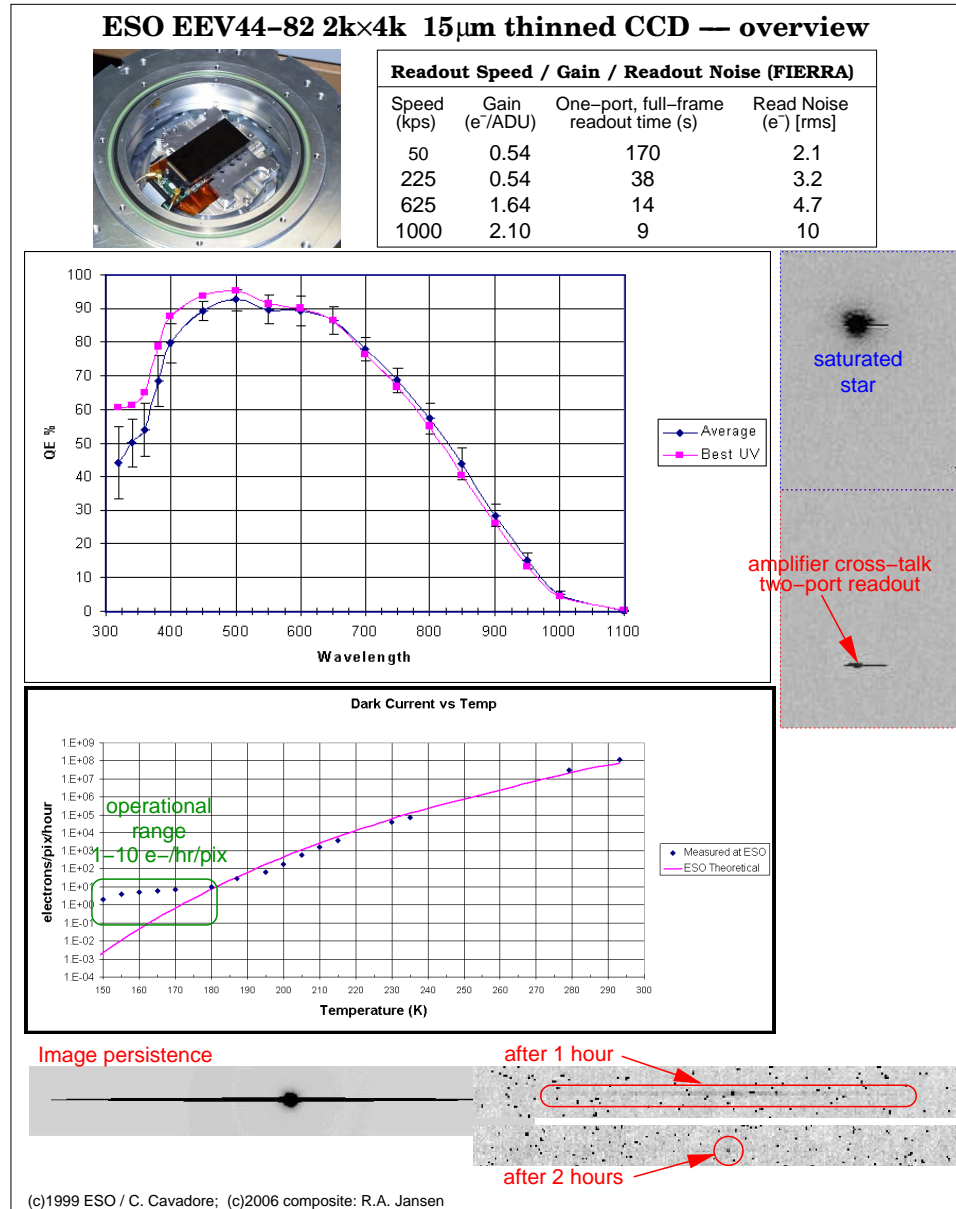 ESO EEV44−82 2k×4k 15μm thinned CCD — overview
Readout Speed / Gain / Readout Noise (FIERRA)
Speed Gain One−port, full−frame Read Noise
(kps) (e⁻/ADU) readout time (s) (e⁻) [rms]
50 0.54 170 2.1
225 0.54 38 3.2
625 1.64 14 4.7
1000 2.10 9 10
100
90
80
70
60
50
40
30
20
10
0
QE %
300 400 500 600 700 800 900 1000 1100
Wavelength
Average
Best UV
saturated
star
amplifier cross−talk
two−port readout
Dark Current vs Temp
1.E+09
1.E+08
1.E+07
1.E+06
1.E+05
1.E+04
1.E+03
1.E+02
1.E+01
1.E+00
1.E-01
1.E-02
1.E-03
1.E-04
electrons/pix/hour
operational
range
1−10 e−/hr/pix
150 160 170 180 190 200 210 220 230 240 250 260 270 280 290 300
Temperature (K)
Measured at ESO
ESO Theoretical
Image persistence
after 1 hour
after 2 hours
(c)1999 ESO / C. Cavadore; (c)2006 composite: R.A. Jansen